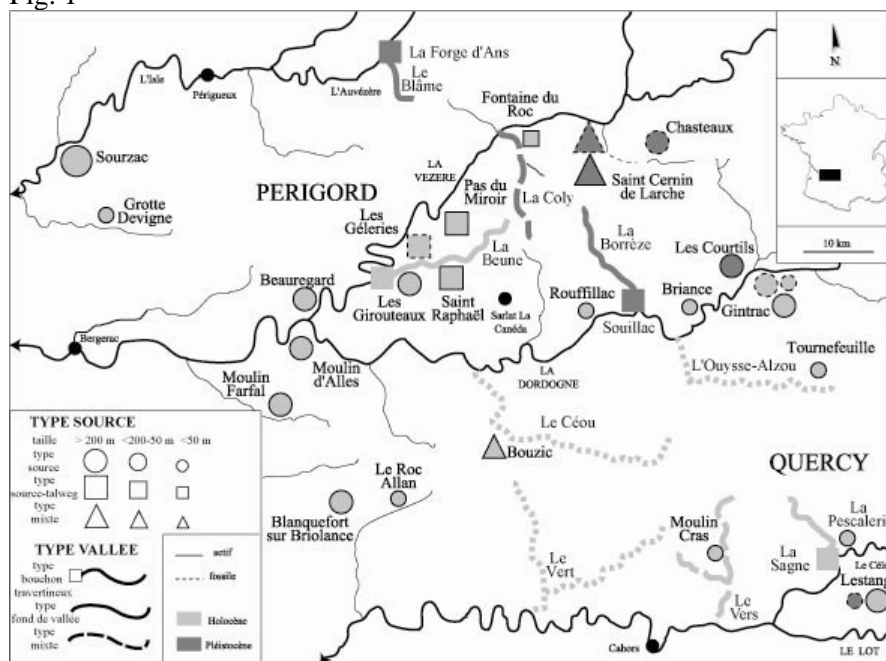 Fig. 1
La Forge d'Ans
Le
Blâme
L'Isle
Périgueux
L'Auvézère
Fontaine du
Roc
Chasteaux
N
Sourzac
Grotte
Devigne
PERIGORD
LA
VEZERE
Pas du
Miroir
La Coly
Saint Cernin
de Larche
10 km
Les
Géleries
La
Beune
La
Borrèze
Les Courtils
Beauregard
Les
Girouteaux
Saint
Raphaël
Sarlat La
Canéda
Rouffillac
Souillac
Briance
Gintrac
Bergerac
Moulin
d'Alles
LA
DORDOGNE
L'Ouysse-Alzou
Tournefeuille
Moulin
Farfal
Le Céou
Bouzic
QUERCY
Le Roc
Allan
Blanquefort
sur Briolance
Le
Vert
Moulin
Cras
Le
Vers
La
Pescalerie
La
Sagne
Le Célé
Lestang
Cahors
LE LOT
TYPE SOURCE
taille > 200 m <200-50 m <50 m
type
source
type
source-talweg
type
mixte
TYPE VALLEE
type
bouchon
travertineux
type
fond de vallée
type
mixte
actif
fossile
Holocène
Pléistocène